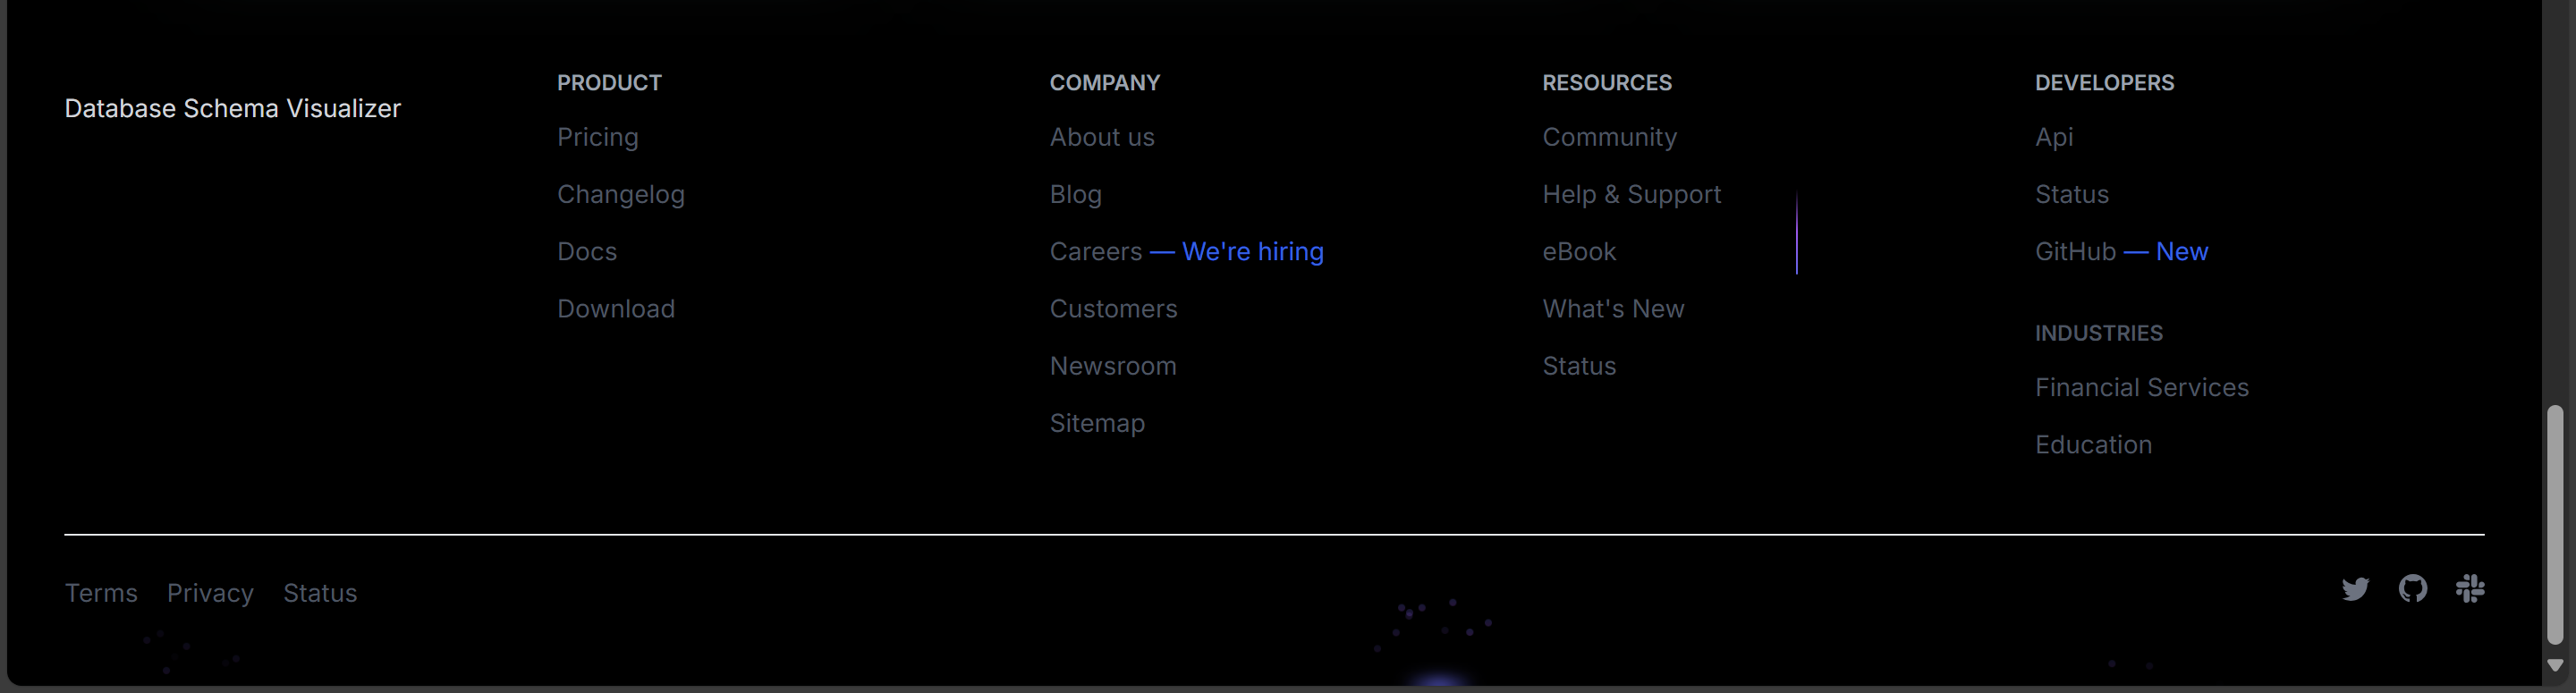 Database Schema Visualizer
PRODUCT
Pricing
Changelog
Docs
Download
COMPANY
About us
Blog
Careers — We're hiring
Customers
Newsroom
Sitemap
RESOURCES
Community
Help & Support
eBook
What's New
Status
DEVELOPERS
Api
Status
GitHub — New
INDUSTRIES
Financial Services
Education
Terms Privacy Status